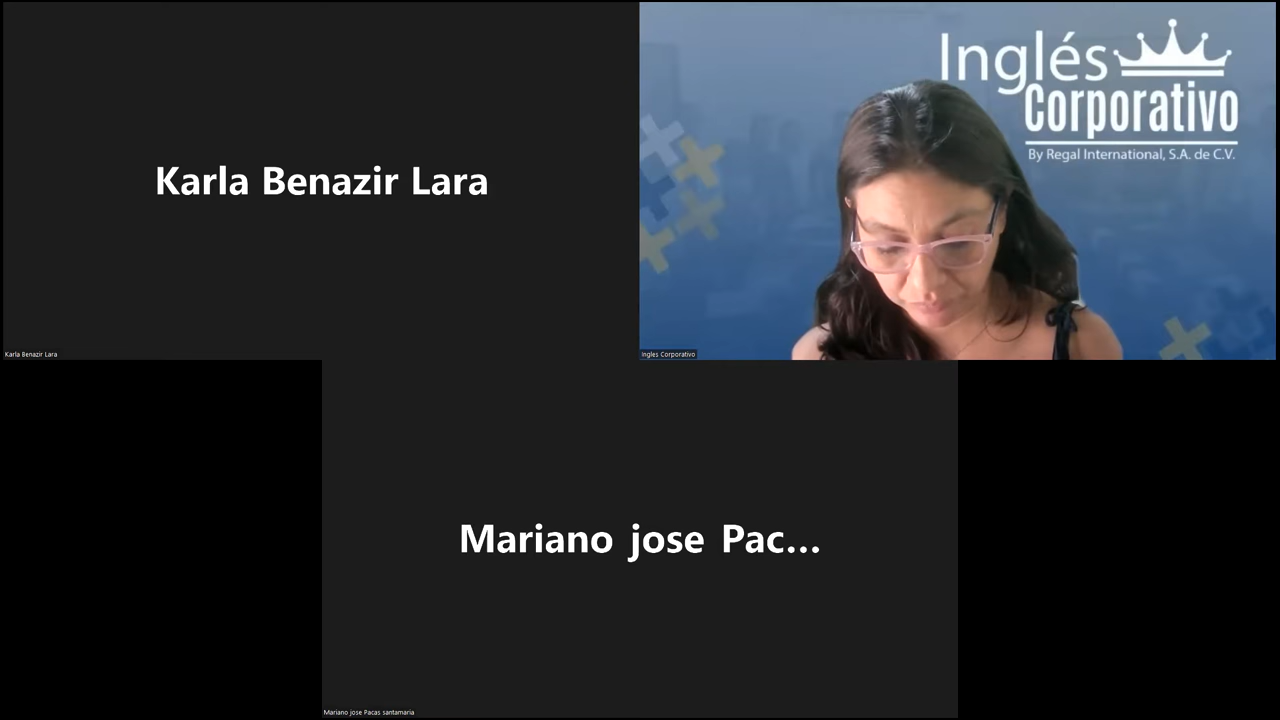 Karla Benazir Lara
Karla Benazir Lara
Inglés
Corporativo
By Regal International, S.A. de C.V.
Ingles Corporativo
Mariano jose Pac...
Mariano jose Pacas santamaria